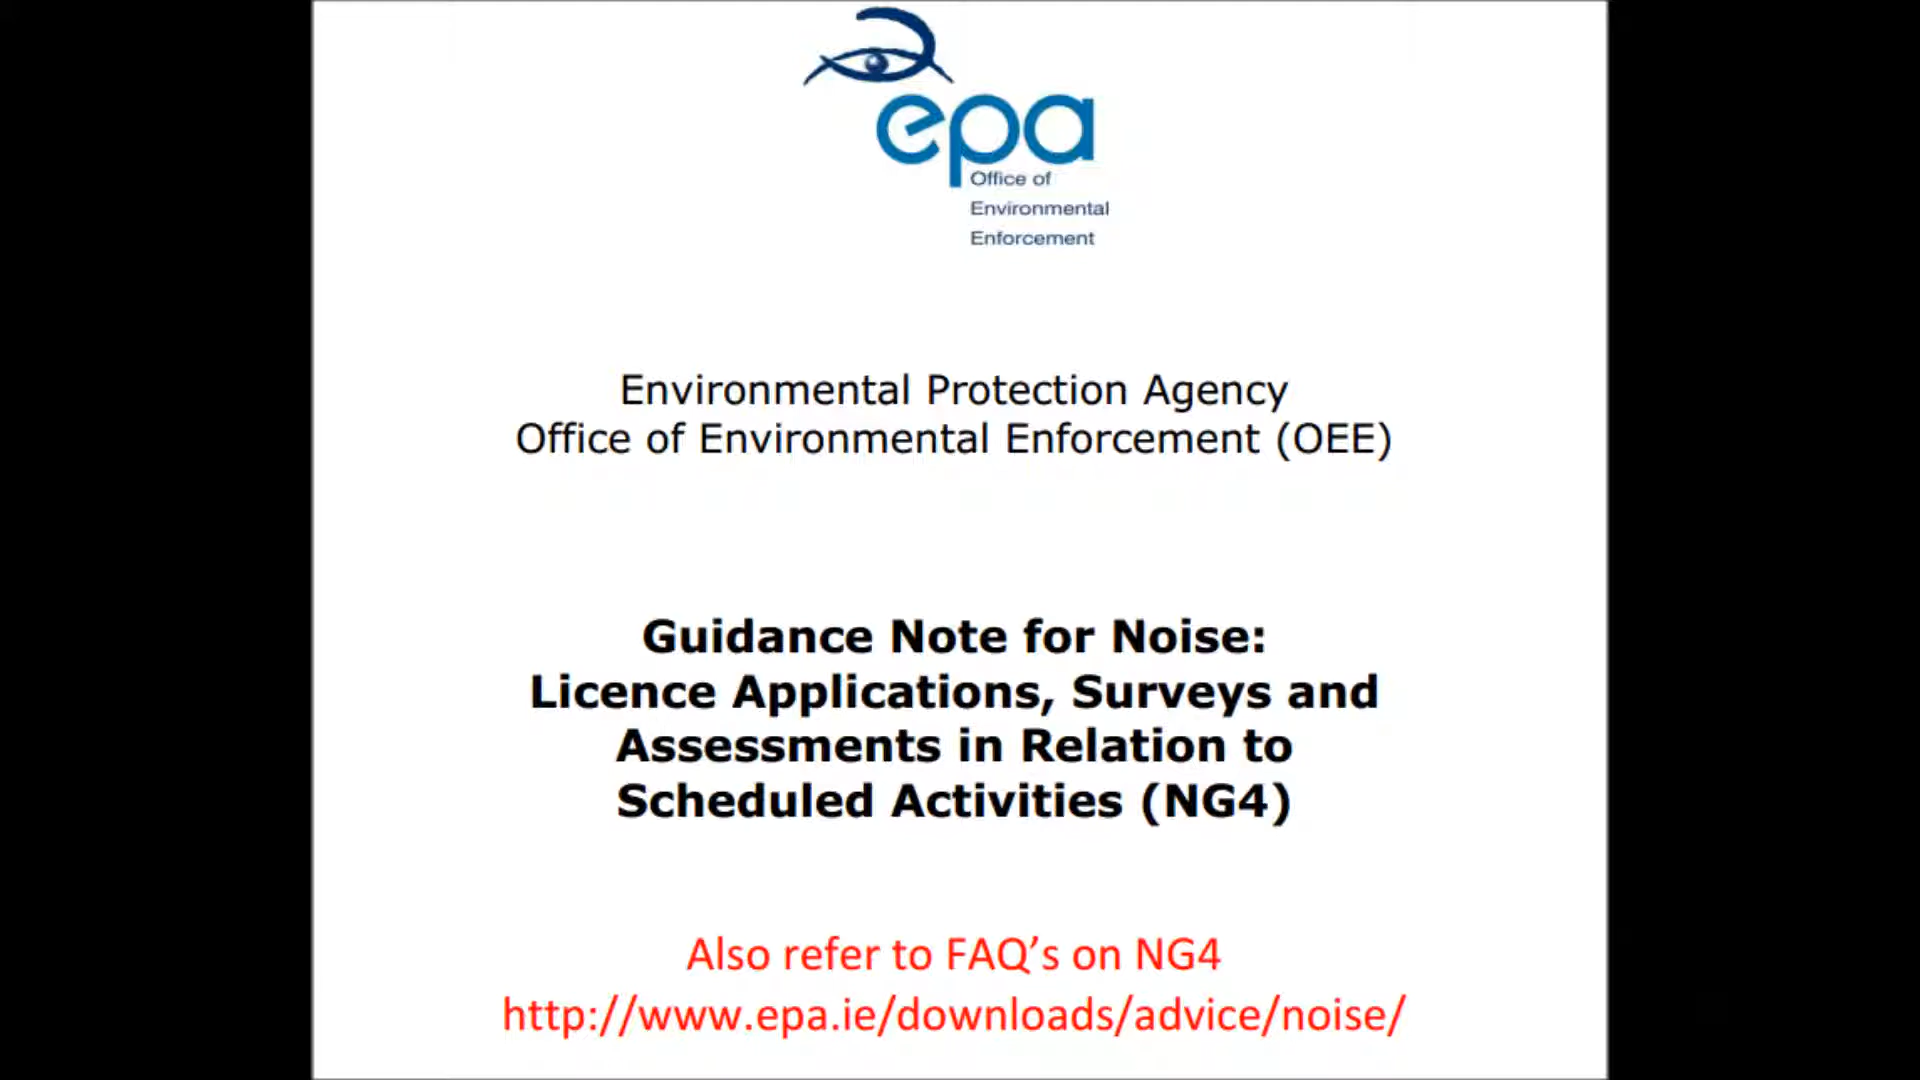 epa
Office of
Environmental
Enforcement
Environmental Protection Agency
Office of Environmental Enforcement (OEE)
Guidance Note for Noise:
Licence Applications, Surveys and
Assessments in Relation to
Scheduled Activities (NG4)
Also refer to FAQ’s on NG4
http://www.epa.ie/downloads/advice/noise/